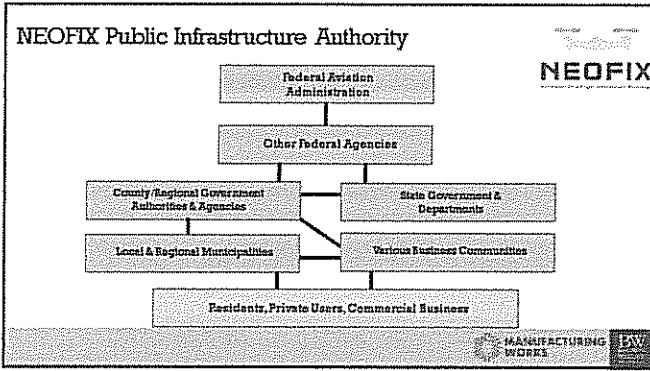 NEOFIX Public Infrastructure Authority
NEOFIX
Federal Aviation
Administration
Other Federal Agencies
County/Regional Government
Authorities & Agencies
State Government &
Departments
Local & Regional Municipalities
Various Business Communities
Residents, Private Users, Commercial Business
MANUFACTURING
WORKS